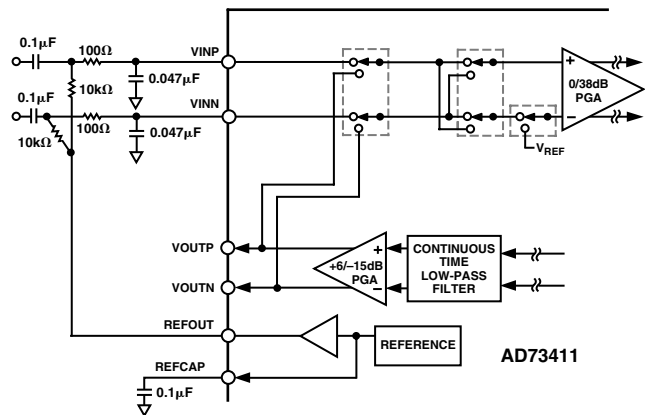 0.1µF
100Ω
VINP
0.047µF
10kΩ
0.1µF
VINN
100Ω
0.047µF
10kΩ
+
0/38dB
PGA
–
VREF
VOUTP
+
+6/–15dB
PGA
–
CONTINUOUS
TIME
LOW-PASS
FILTER
VOUTN
REFOUT
REFERENCE
AD73411
REFCAP
0.1µF